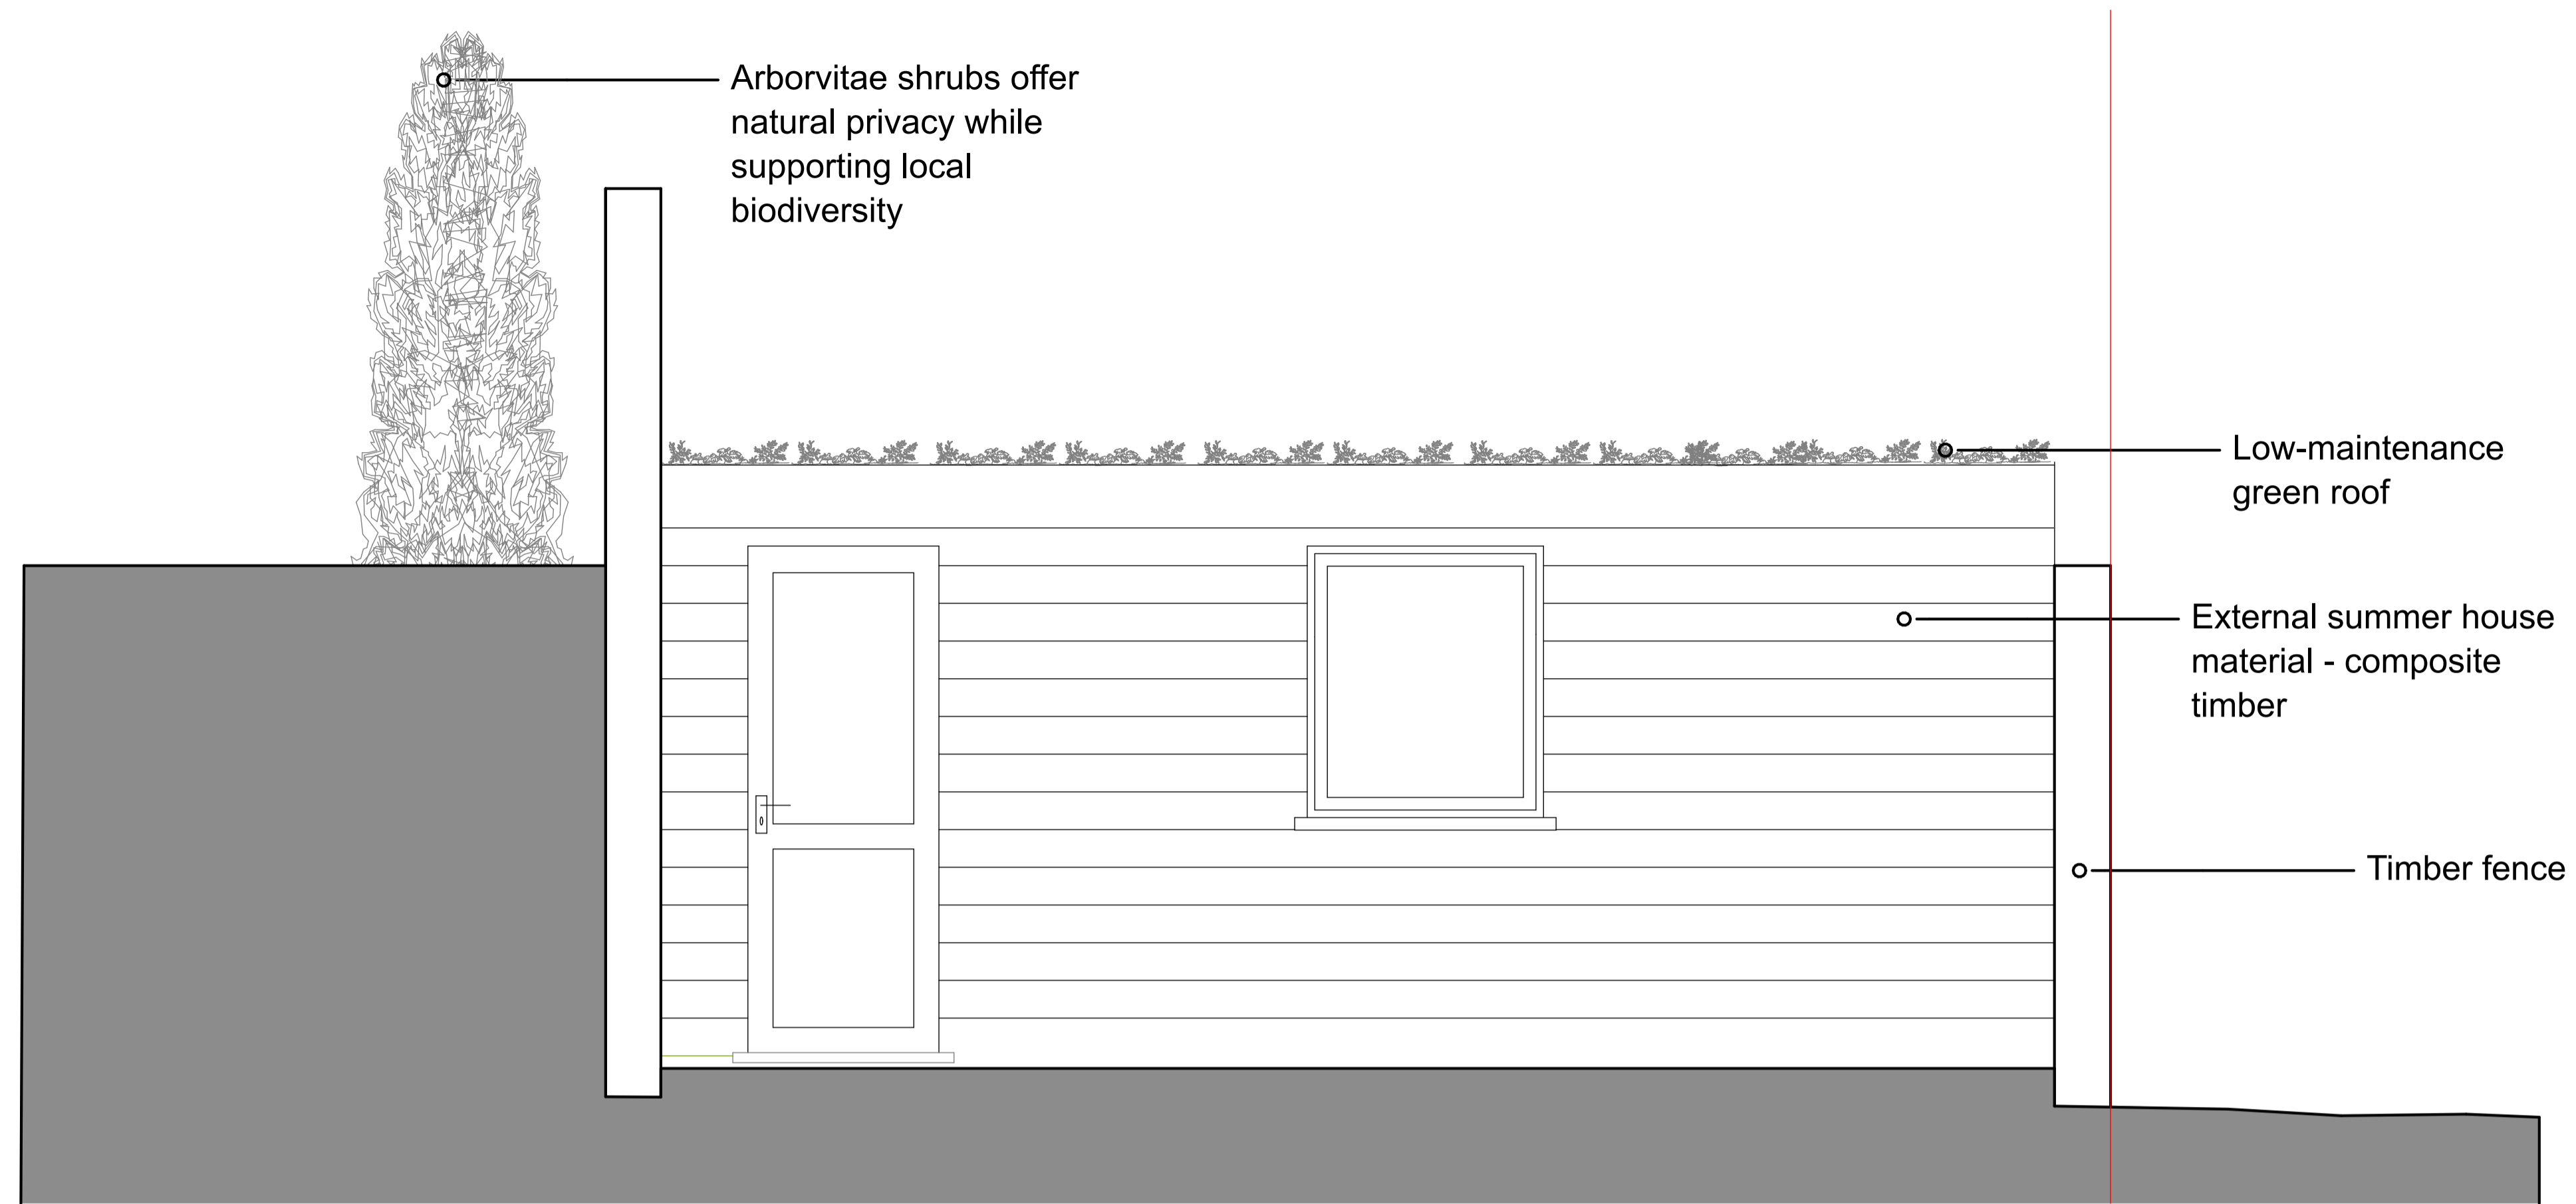 Arborvitae shrubs offer
natural privacy while
supporting local
biodiversity
Low-maintenance
green roof
External summer house
material - composite
timber
Timber fence